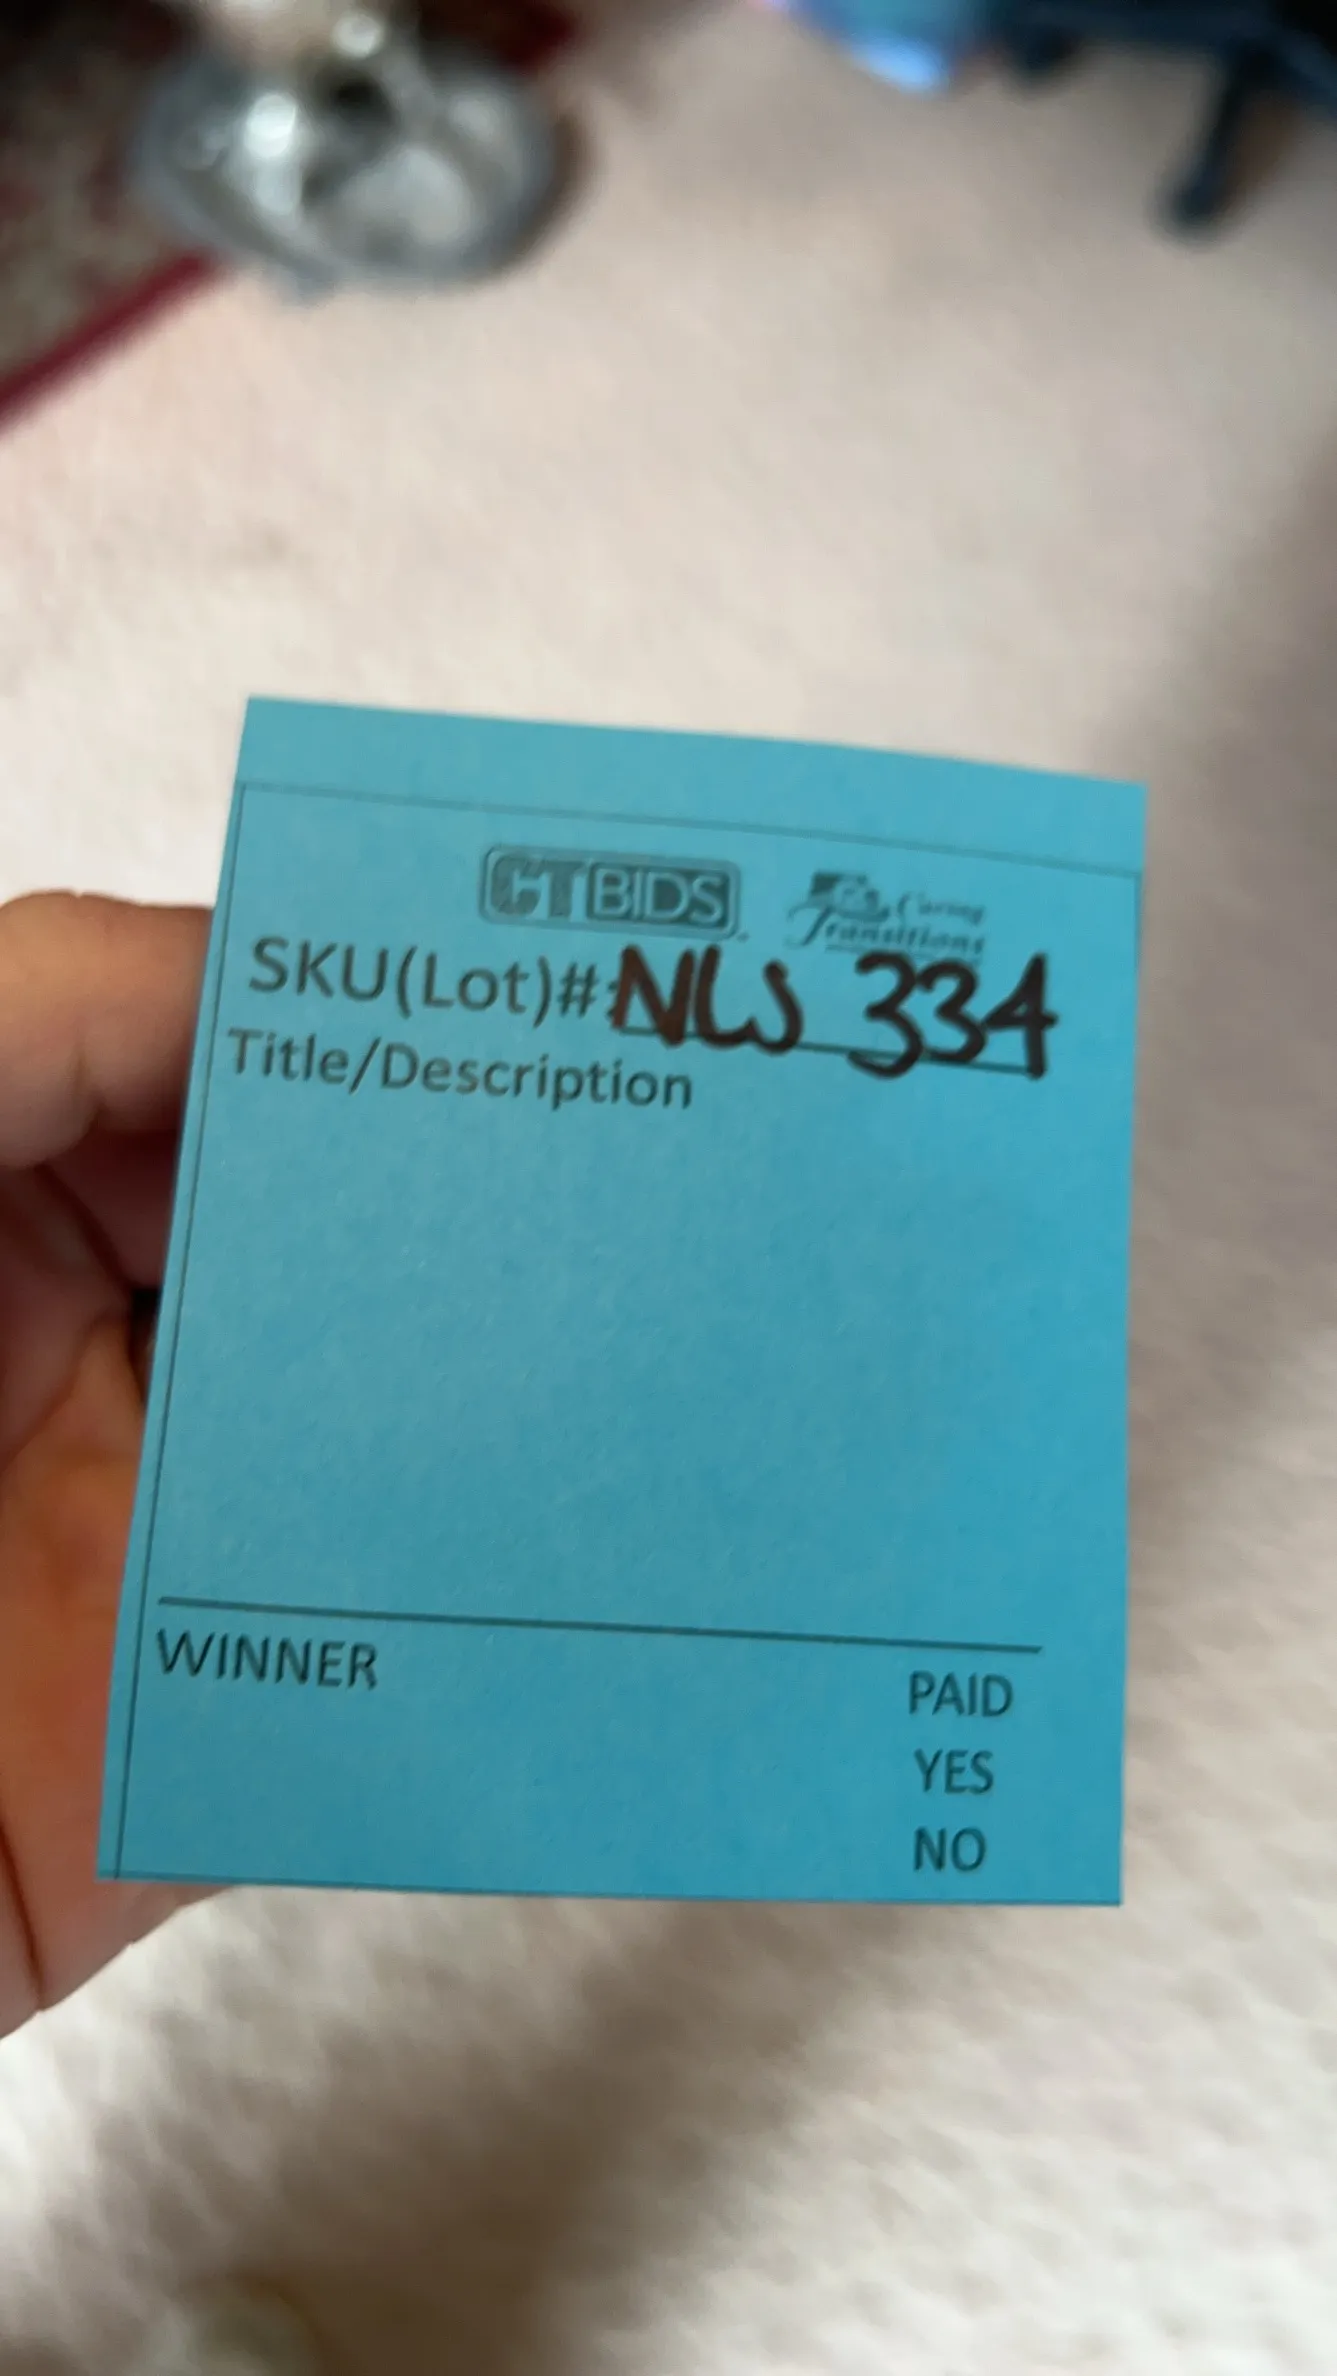 CTBIDS Caring
Transitions
SKU(Lot)#: NLS 334
Title/Description
WINNER
PAID
YES
NO